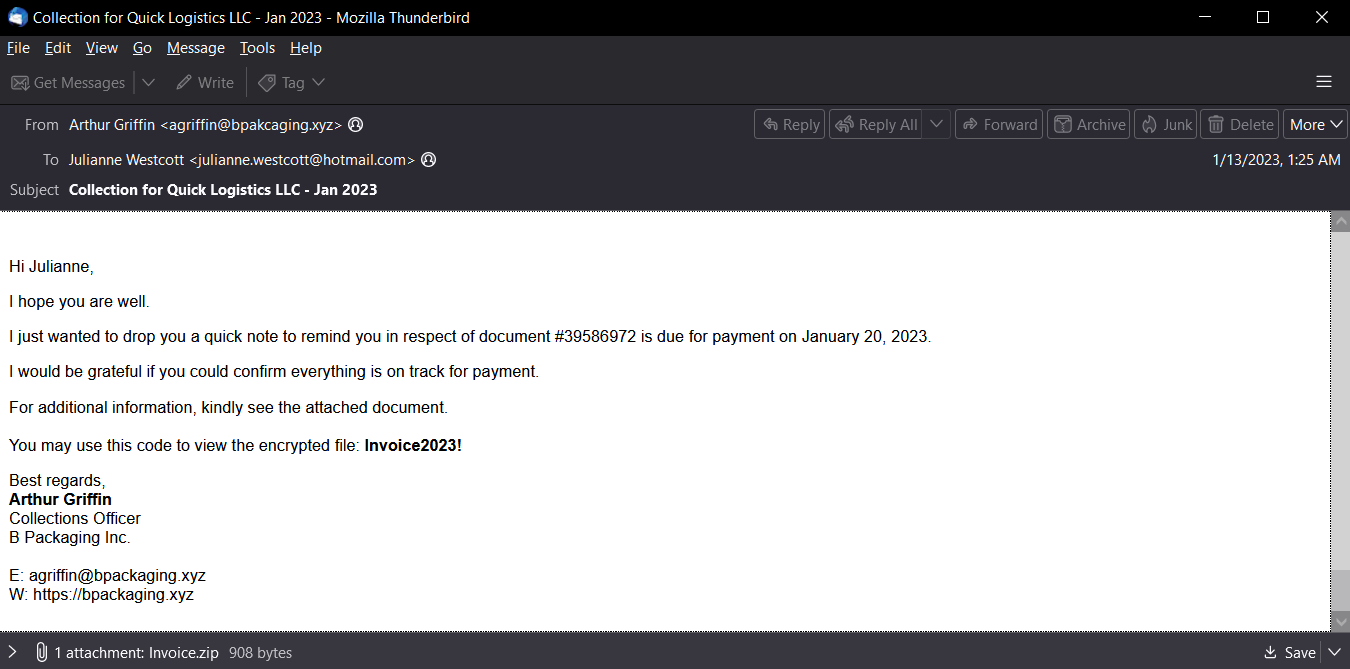 Collection for Quick Logistics LLC - Jan 2023 - Mozilla Thunderbird
File Edit View Go Message Tools Help
Get Messages Write Tag
From Arthur Griffin <agriffin@bpakcaging.xyz> Reply Reply All Forward Archive Junk Delete More
To Julianne Westcott <julianne.westcott@hotmail.com> 1/13/2023, 1:25 AM
Subject Collection for Quick Logistics LLC - Jan 2023
Hi Julianne,
I hope you are well.
I just wanted to drop you a quick note to remind you in respect of document #39586972 is due for payment on January 20, 2023.
I would be grateful if you could confirm everything is on track for payment.
For additional information, kindly see the attached document.
You may use this code to view the encrypted file: Invoice2023!
Best regards,
Arthur Griffin
Collections Officer
B Packaging Inc.
E: agriffin@bpackaging.xyz
W: https://bpackaging.xyz
1 attachment: Invoice.zip 908 bytes Save